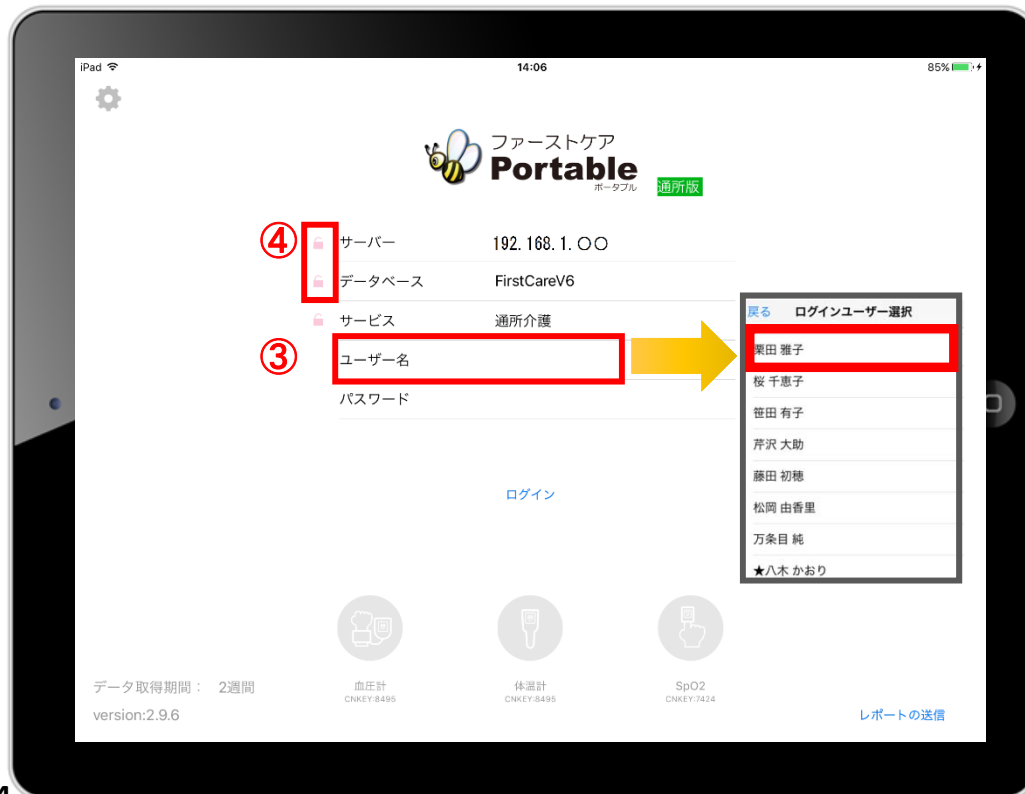 iPad 14:06 85%
ファーストケア
Portable
ポータブル 通所版
④ サーバー 192.168.1.〇〇
データベース FirstCareV6
サービス 通所介護
③ ユーザー名
パスワード
ログイン
戻る ログインユーザー選択
栗田 雅子
桜 千恵子
笹田 有子
芹沢 大助
藤田 初穂
松岡 由香里
万条目 純
★八木 かおり
血圧計
CNKEY:8495
体温計
CNKEY:8495
SpO2
CNKEY:7424
データ取得期間： 2週間
version:2.9.6
レポートの送信